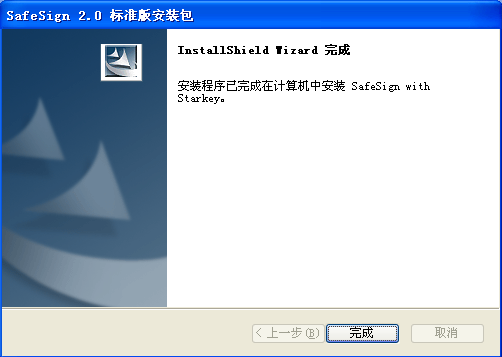 SafeSign 2.0 标准版安装包
InstallShield Wizard 完成
安装程序已完成在计算机中安装 SafeSign with
Starkey。
< 上一步(B)
完成
取消